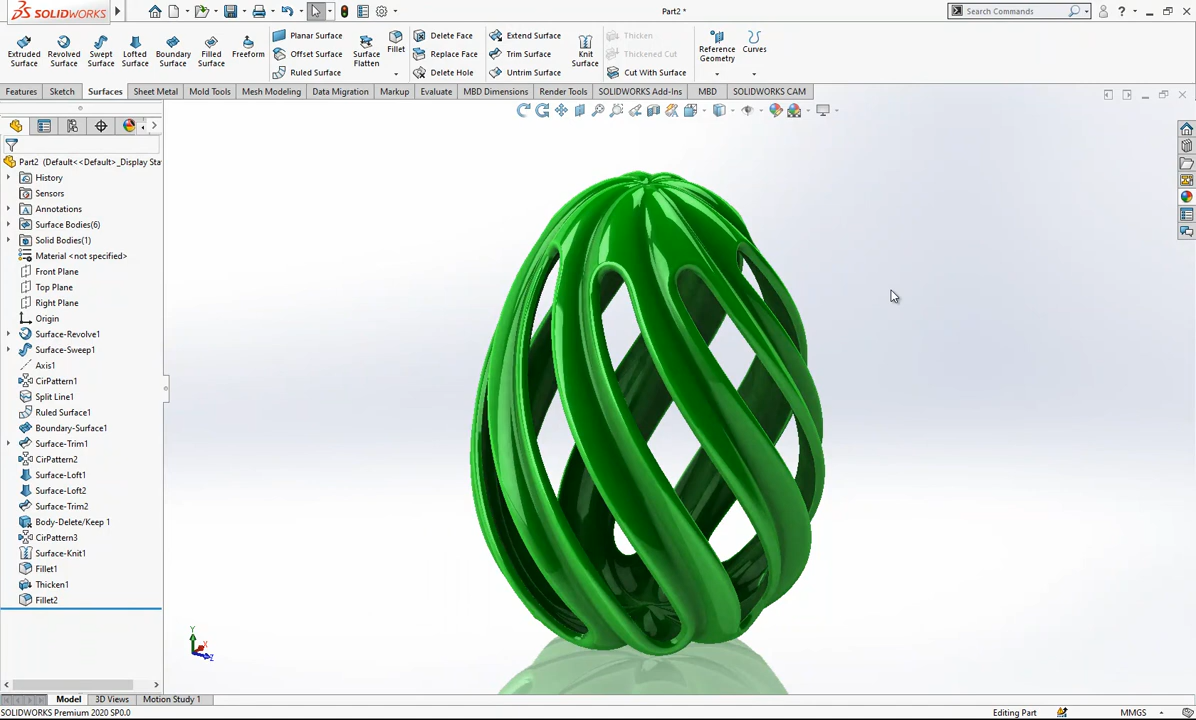 SOLIDWORKS
Part2 *
Search Commands
Extruded Surface
Revolved Surface
Swept Surface
Lofted Surface
Boundary Surface
Filled Surface
Freeform
Planar Surface
Offset Surface
Ruled Surface
Surface Flatten
Fillet
Delete Face
Replace Face
Delete Hole
Extend Surface
Trim Surface
Untrim Surface
Knit Surface
Thicken
Thickened Cut
Cut With Surface
Reference Geometry
Curves
Features Sketch Surfaces Sheet Metal Mold Tools Mesh Modeling Data Migration Markup Evaluate MBD Dimensions Render Tools SOLIDWORKS Add-Ins MBD SOLIDWORKS CAM
Part2 (Default<<Default>_Display Sta
History
Sensors
Annotations
Surface Bodies(6)
Solid Bodies(1)
Material <not specified>
Front Plane
Top Plane
Right Plane
Origin
Surface-Revolve1
Surface-Sweep1
Axis1
CirPattern1
Split Line1
Ruled Surface1
Boundary-Surface1
Surface-Trim1
CirPattern2
Surface-Loft1
Surface-Loft2
Surface-Trim2
Body-Delete/Keep 1
CirPattern3
Surface-Knit1
Fillet1
Thicken1
Fillet2
Y
X
Z
Model 3D Views Motion Study 1
SOLIDWORKS Premium 2020 SP0.0
Editing Part
MMGS